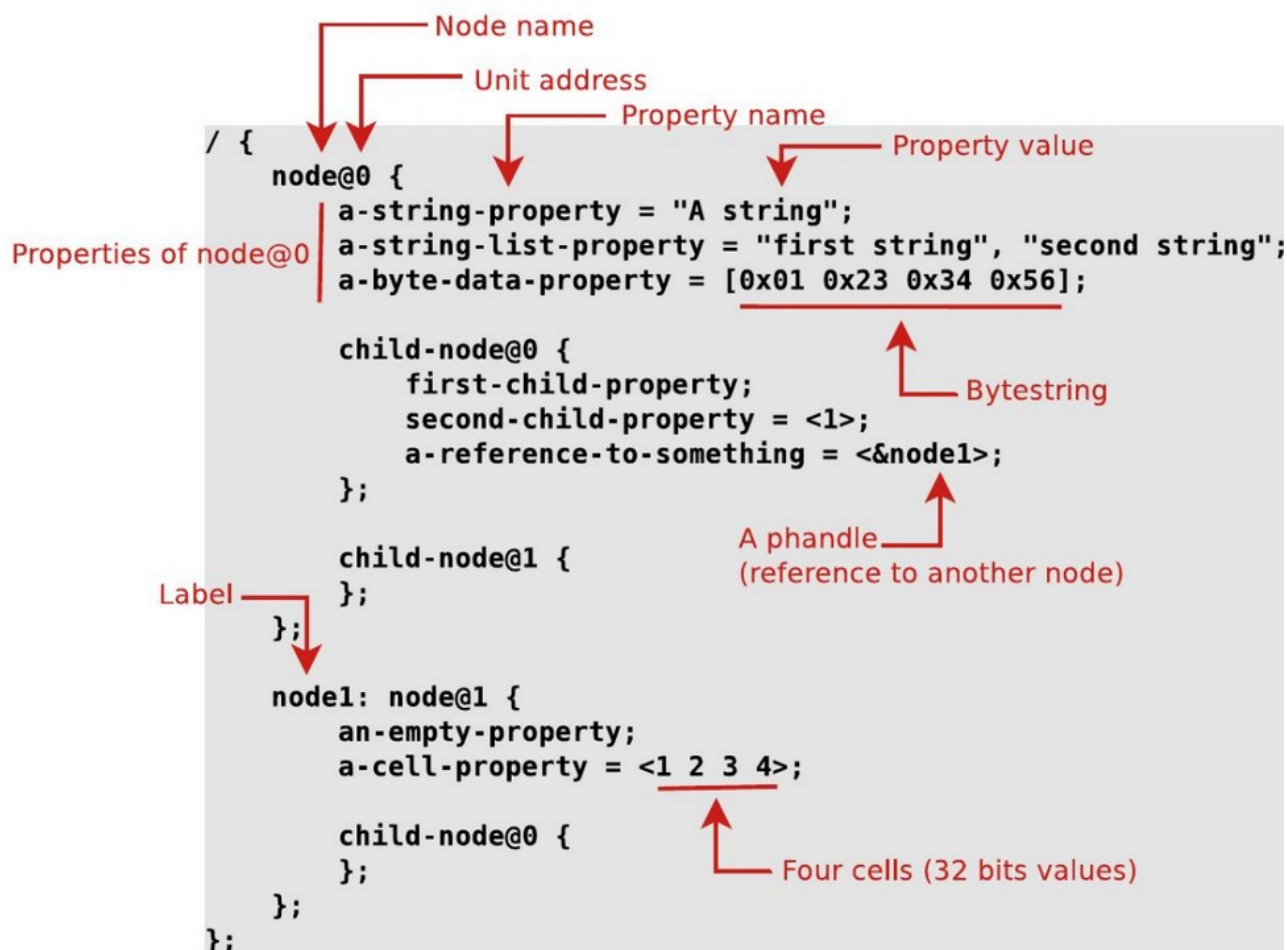 Node name
Unit address
Property name
/ {
Property value
node@0 {
a-string-property = "A string";
Properties of node@0
a-string-list-property = "first string", "second string";
a-byte-data-property = [0x01 0x23 0x34 0x56];
child-node@0 {
first-child-property;
Bytestring
second-child-property = <1>;
a-reference-to-something = <&node1>;
};
A phandle
(reference to another node)
child-node@1 {
};
Label
};
node1: node@1 {
an-empty-property;
a-cell-property = <1 2 3 4>;
child-node@0 {
};
Four cells (32 bits values)
};
};